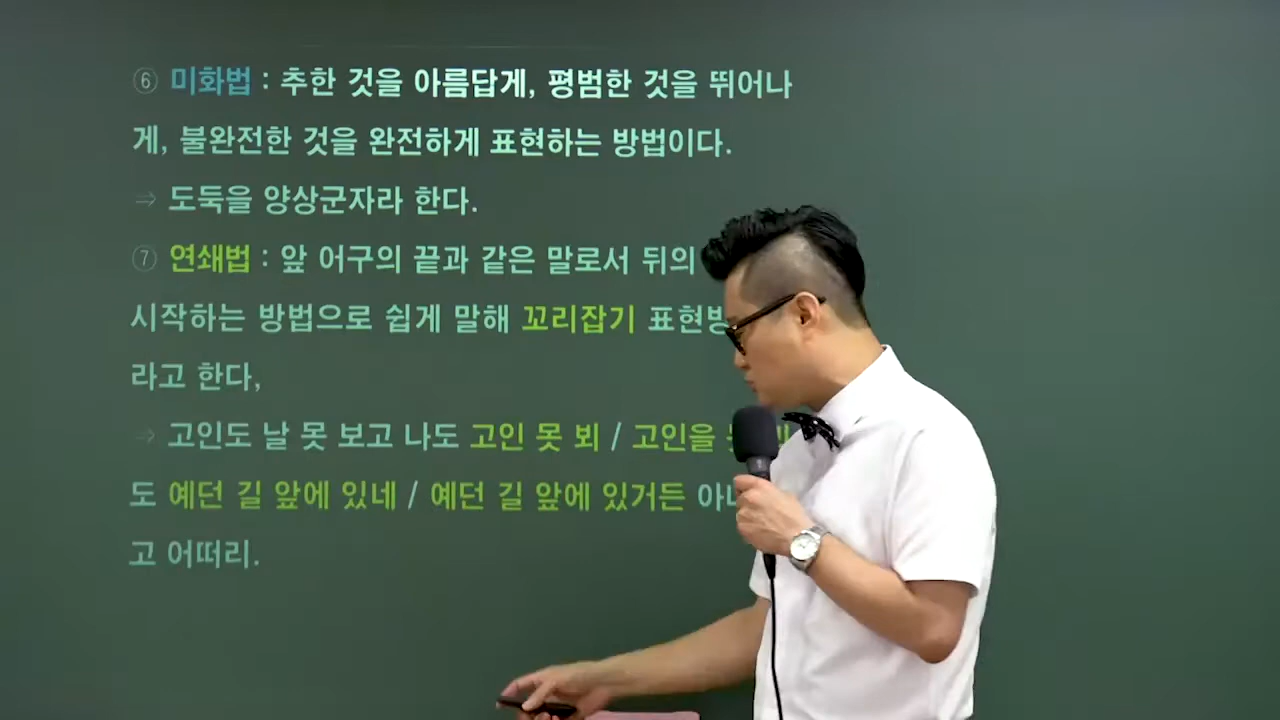 ⑥ 미화법 : 추한 것을 아름답게, 평범한 것을 뛰어나
게, 불완전한 것을 완전하게 표현하는 방법이다.
⇒ 도둑을 양상군자라 한다.
⑦ 연쇄법 : 앞 어구의 끝과 같은 말로서 뒤의
시작하는 방법으로 쉽게 말해 꼬리잡기
라고 한다,
⇒ 고인도 날 못 보고 나도 고인 못 뵈 / 고인을
도 예던 길 앞에 있네 / 예던 길 앞에 있거든
고 어떠리.